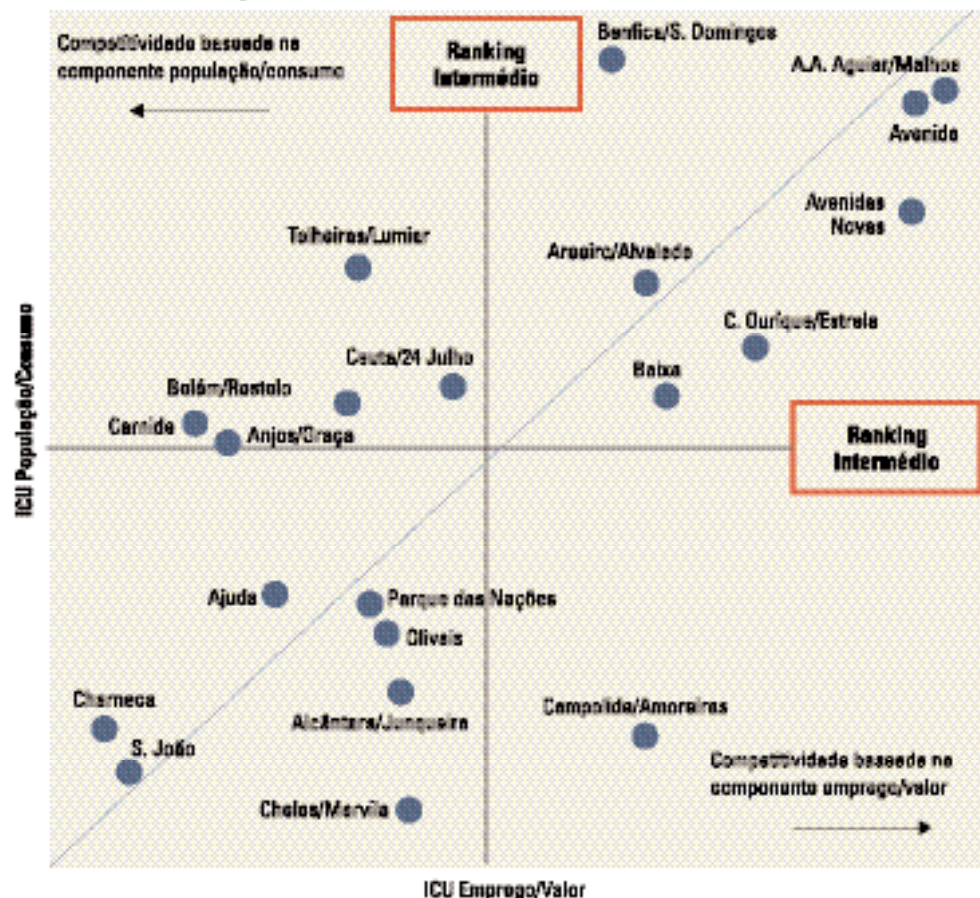 Competitividade baseada na
componente população/consumo
Ranking
Intermédio
Benfica/S. Domingos
A.A. Aguiar/Malhoa
Avenida
Avenidas
Novas
Telheiras/Lumiar
Areeiro/Alvalade
C. Ourique/Estrela
Ceuta/24 Julho
Baixa
Belém/Restelo
Carnide
Anjos/Graça
Ranking
Intermédio
ICU População/Consumo
Ajuda
Parque das Nações
Olivais
Charneca
Alcântara/Junqueira
Campolide/Amoreiras
S. João
Competitividade baseada na
componente emprego/valor
Chelas/Marvila
ICU Emprego/Valor